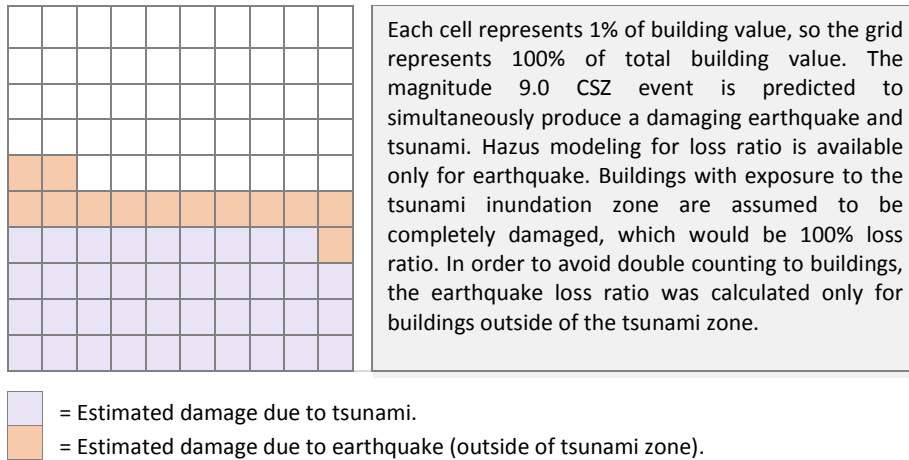 Each cell represents 1% of building value, so the grid
represents 100% of total building value. The
magnitude 9.0 CSZ event is predicted to
simultaneously produce a damaging earthquake and
tsunami. Hazus modeling for loss ratio is available
only for earthquake. Buildings with exposure to the
tsunami inundation zone are assumed to be
completely damaged, which would be 100% loss
ratio. In order to avoid double counting to buildings,
the earthquake loss ratio was calculated only for
buildings outside of the tsunami zone.
= Estimated damage due to tsunami.
= Estimated damage due to earthquake (outside of tsunami zone).